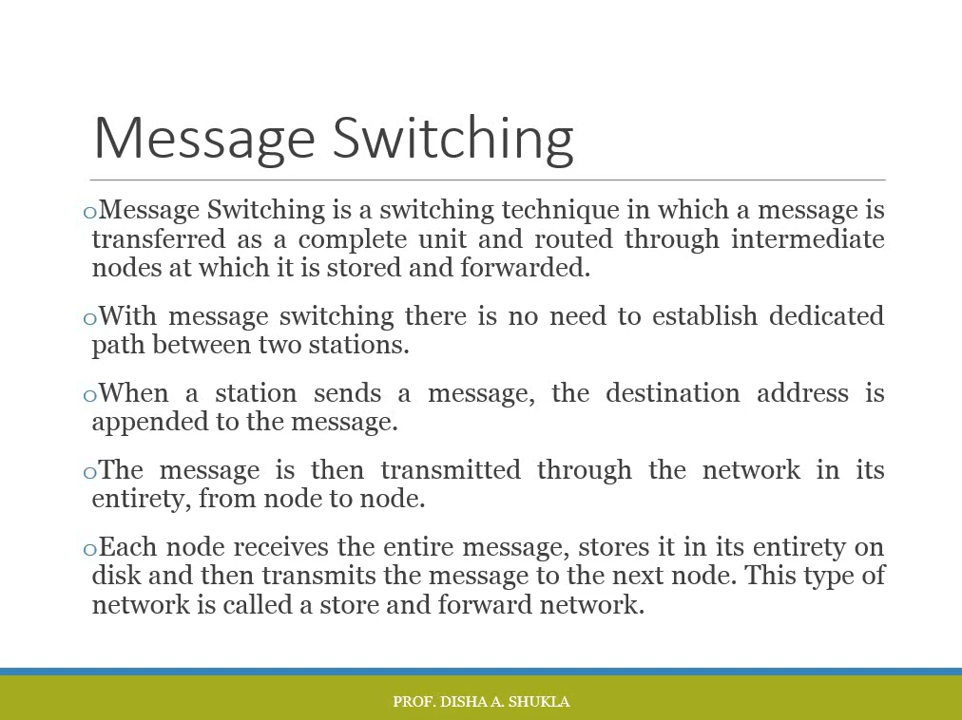 Message Switching
oMessage Switching is a switching technique in which a message is
transferred as a complete unit and routed through intermediate
nodes at which it is stored and forwarded.
oWith message switching there is no need to establish dedicated
path between two stations.
oWhen a station sends a message, the destination address is
appended to the message.
oThe message is then transmitted through the network in its
entirety, from node to node.
oEach node receives the entire message, stores it in its entirety on
disk and then transmits the message to the next node. This type of
network is called a store and forward network.
PROF. DISHA A. SHUKLA